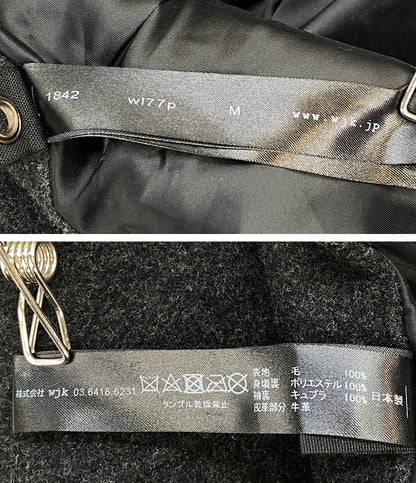 1842 wl77p M www.wjk.jp
株式会社 wjk 03.6418.6231
タンブル乾燥禁止
表地 毛 100%
身頃裏 ポリエステル 100%
袖裏 キュプラ 100%
皮革部分 牛革
日本製